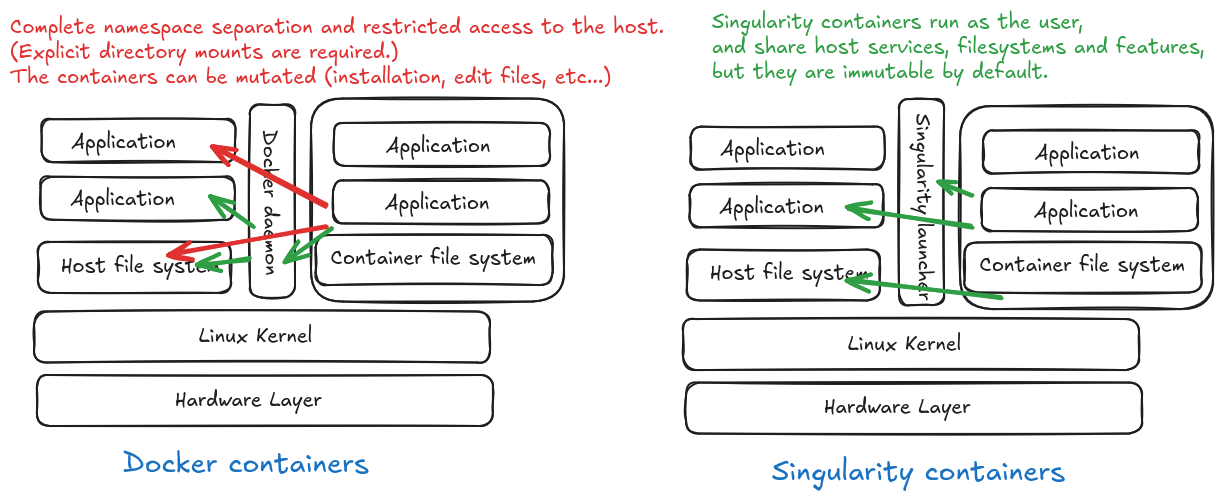 Complete namespace separation and restricted access to the host.
(Explicit directory mounts are required.)
The containers can be mutated (installation, edit files, etc...)
Application
Application
Host file system
Docker daemon
Application
Application
Container file system
Linux Kernel
Hardware Layer
Docker containers
Singularity containers run as the user,
and share host services, filesystems and features,
but they are immutable by default.
Application
Application
Host file system
Singularity launcher
Application
Application
Container file system
Linux Kernel
Hardware Layer
Singularity containers